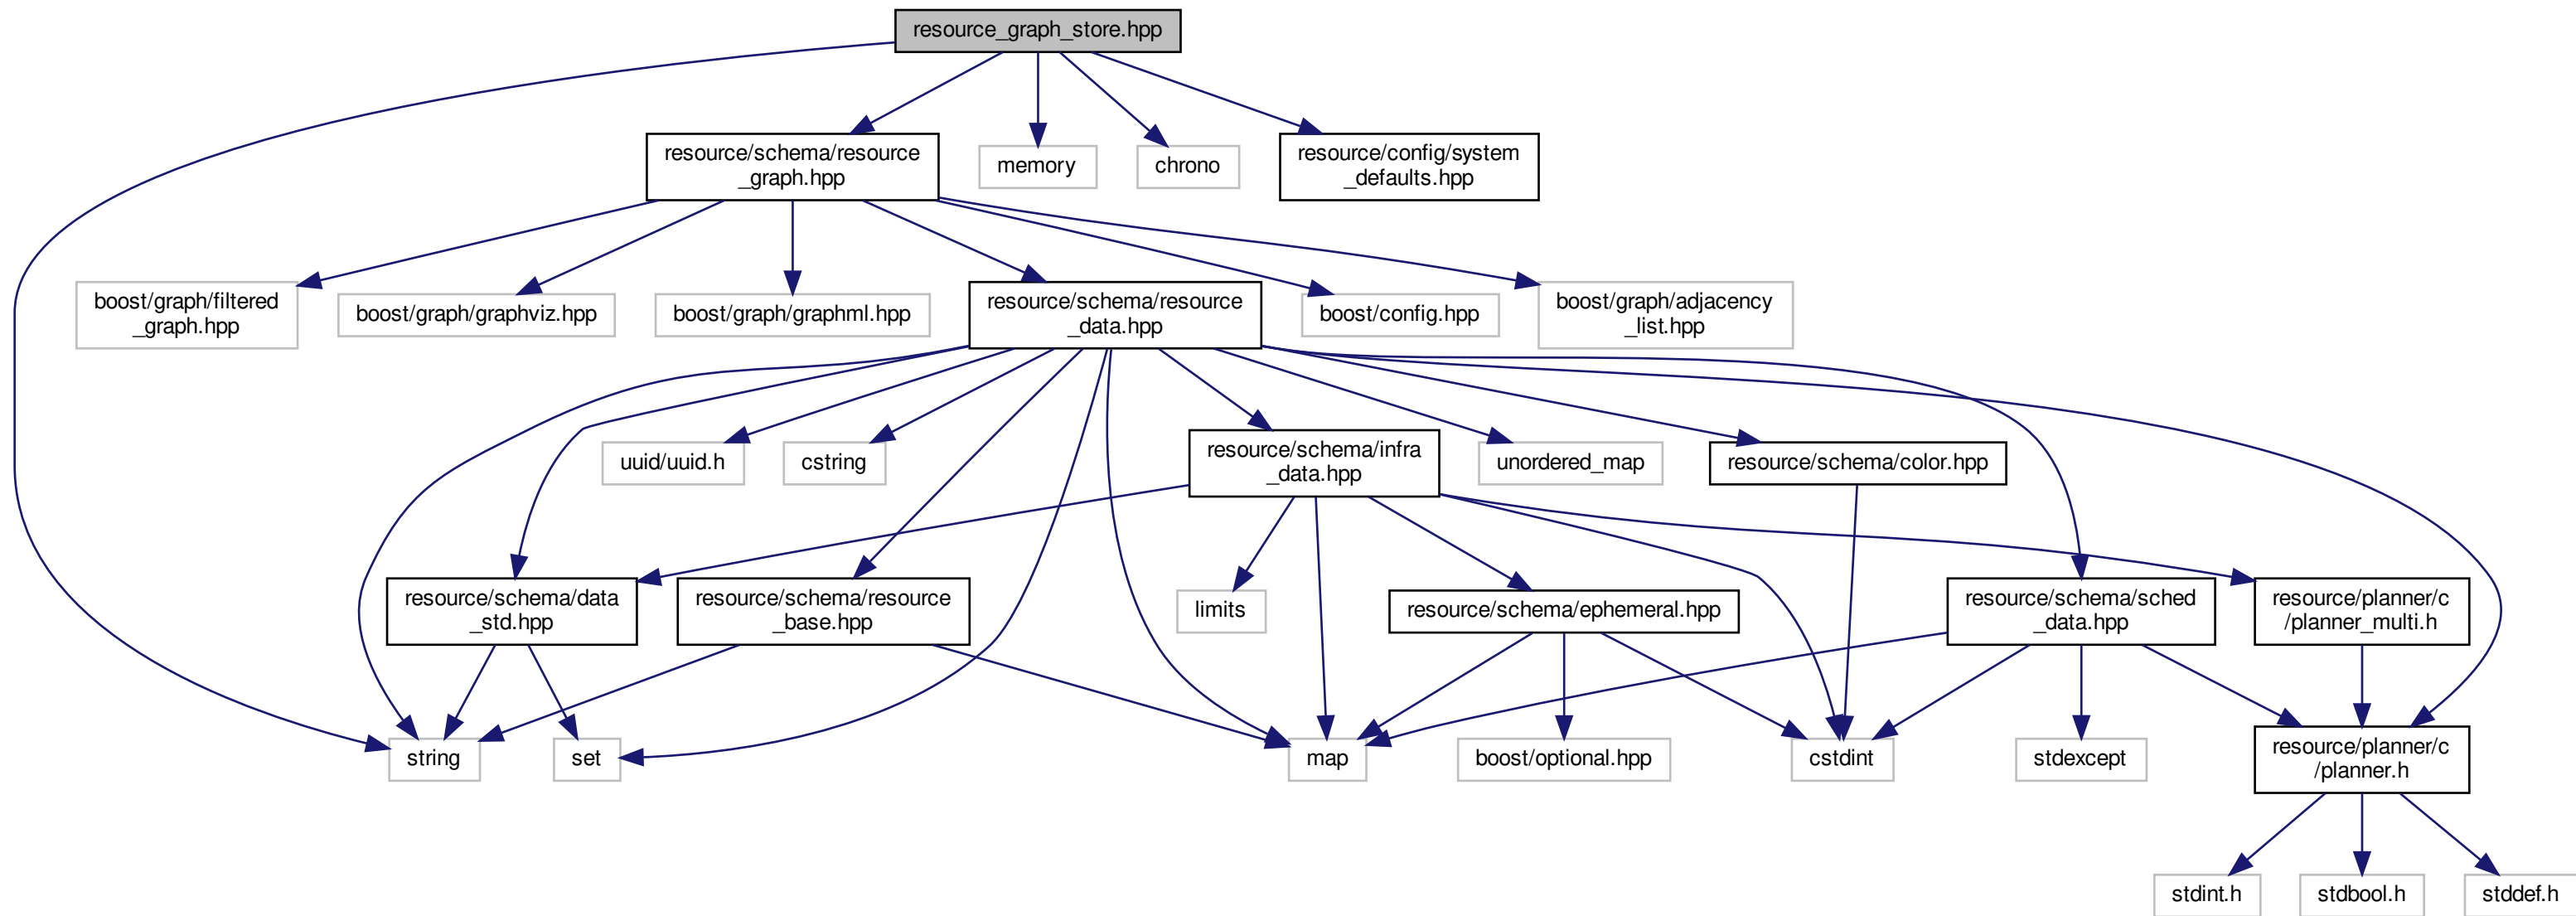 resource_graph_store.hpp
resource/schema/resource
_graph.hpp
memory
chrono
resource/config/system
_defaults.hpp
boost/graph/filtered
_graph.hpp
boost/graph/graphviz.hpp
boost/graph/graphml.hpp
resource/schema/resource
_data.hpp
boost/config.hpp
boost/graph/adjacency
_list.hpp
uuid/uuid.h
cstring
resource/schema/infra
_data.hpp
unordered_map
resource/schema/color.hpp
resource/schema/data
_std.hpp
resource/schema/resource
_base.hpp
limits
resource/schema/ephemeral.hpp
resource/schema/sched
_data.hpp
resource/planner/c
/planner_multi.h
string
set
map
boost/optional.hpp
cstdint
stdexcept
resource/planner/c
/planner.h
stdint.h
stdbool.h
stddef.h